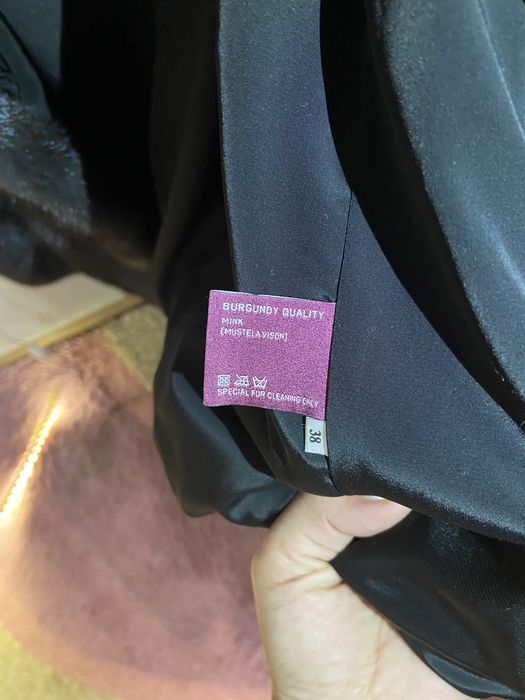 BURGUNDY QUALITY
MINK
(MUSTELA VISON)
SPECIAL FUR CLEANING ONLY
38